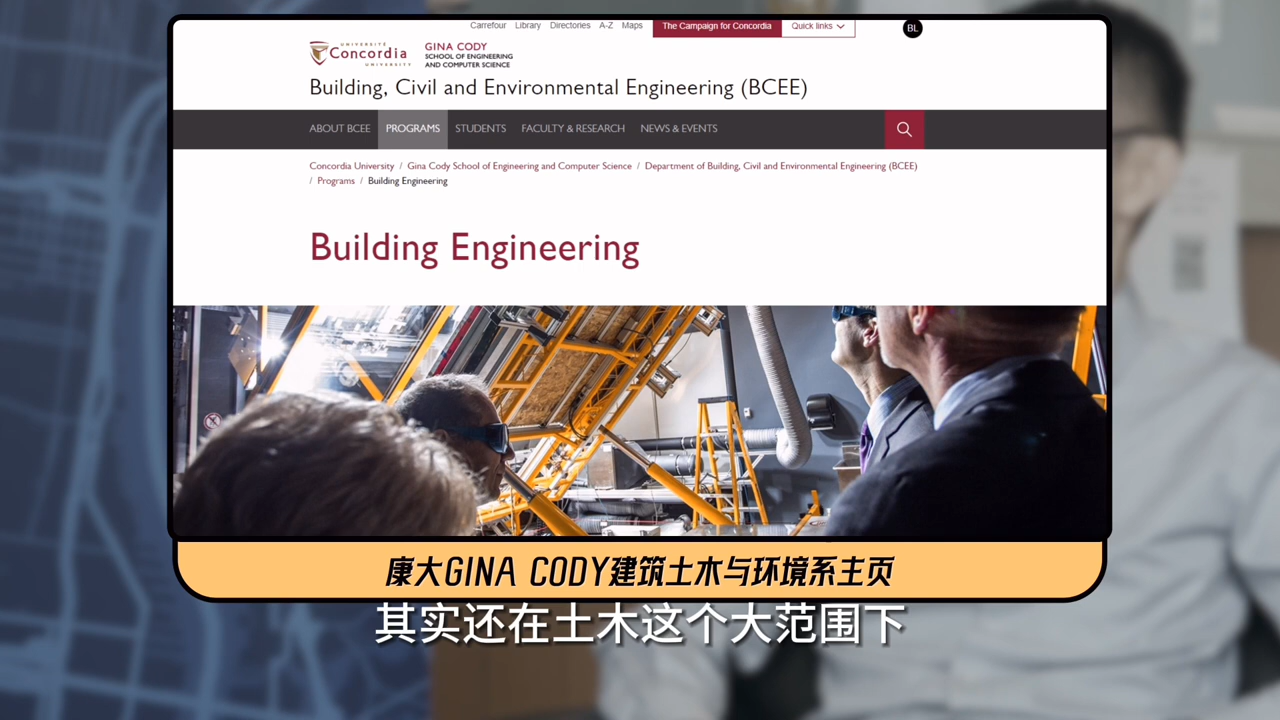 Carrefour Library Directories A-Z Maps The Campaign for Concordia Quick links BL
UNIVERSITÉ
Concordia
UNIVERSITY
GINA CODY
SCHOOL OF ENGINEERING
AND COMPUTER SCIENCE
Building, Civil and Environmental Engineering (BCEE)
ABOUT BCEE PROGRAMS STUDENTS FACULTY & RESEARCH NEWS & EVENTS
Concordia University / Gina Cody School of Engineering and Computer Science / Department of Building, Civil and Environmental Engineering (BCEE)
/ Programs / Building Engineering
Building Engineering
康大GINA CODY建筑土木与环境系主页
其实还在土木这个大范围下